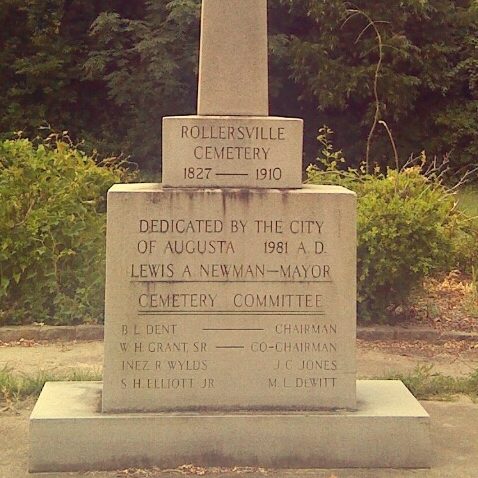 ROLLERSVILLE
CEMETERY
1827 — 1910
DEDICATED BY THE CITY
OF AUGUSTA 1981 A.D.
LEWIS A NEWMAN—MAYOR
CEMETERY COMMITTEE
B L DENT — CHAIRMAN
W H GRANT, SR — CO-CHAIRMAN
INEZ R WYLDS J C JONES
S H ELLIOTT JR M L DEWITT